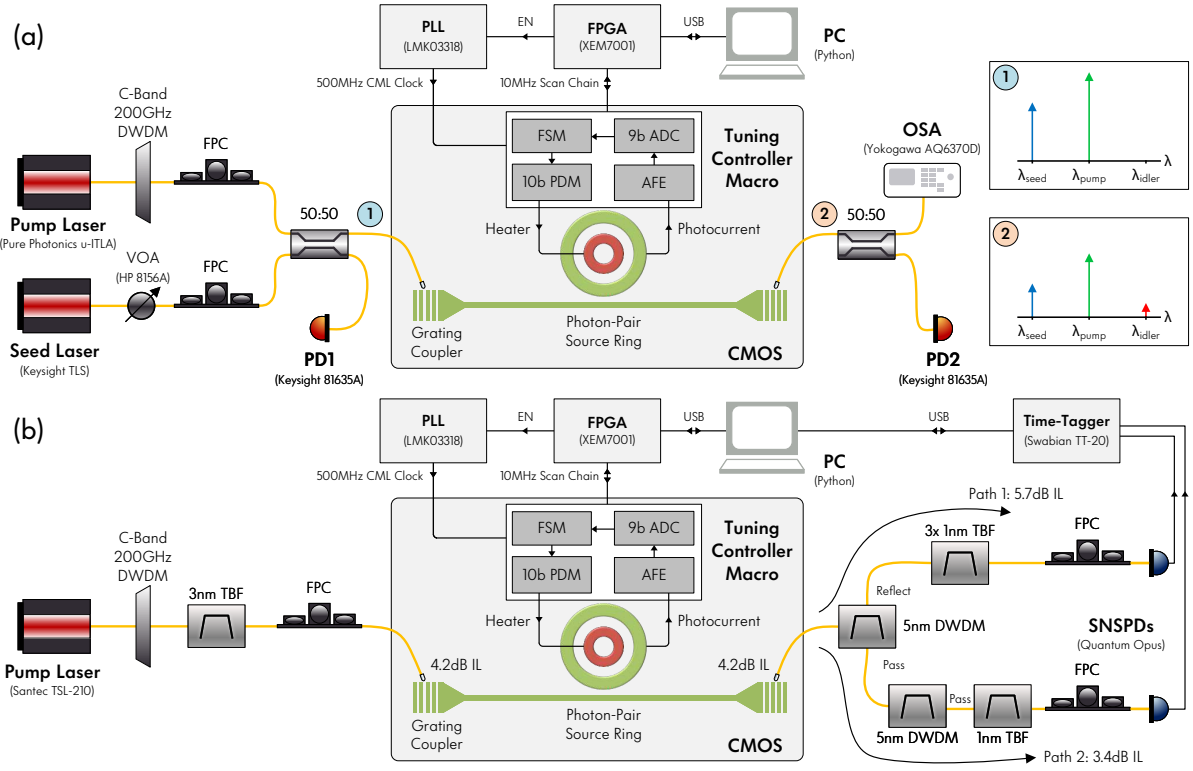 (a)
PLL
(LMK03318)
EN
FPGA
(XEM7001)
USB
PC
(Python)
500MHz CML Clock
10MHz Scan Chain
C-Band
200GHz
DWDM
FPC
Pump Laser
(Pure Photonics u-ITLA)
VOA
(HP 8156A)
FPC
Seed Laser
(Keysight TLS)
50:50
1
PD1
(Keysight 81635A)
FSM
9b ADC
10b PDM
AFE
Tuning
Controller
Macro
Heater
Photocurrent
Grating
Coupler
Photon-Pair
Source Ring
CMOS
2
50:50
OSA
(Yokogawa AQ6370D)
PD2
(Keysight 81635A)
1
λ
λseed
λpump
λidler
2
λ
λseed
λpump
λidler
(b)
PLL
(LMK03318)
EN
FPGA
(XEM7001)
USB
PC
(Python)
USB
Time-Tagger
(Swabian TT-20)
500MHz CML Clock
10MHz Scan Chain
C-Band
200GHz
DWDM
3nm TBF
FPC
Pump Laser
(Santec TSL-210)
FSM
9b ADC
10b PDM
AFE
Tuning
Controller
Macro
Heater
Photocurrent
4.2dB IL
4.2dB IL
Grating
Coupler
Photon-Pair
Source Ring
CMOS
Path 1: 5.7dB IL
3x 1nm TBF
FPC
Reflect
5nm DWDM
Pass
SNSPDs
(Quantum Opus)
FPC
Pass
5nm DWDM
1nm TBF
Path 2: 3.4dB IL